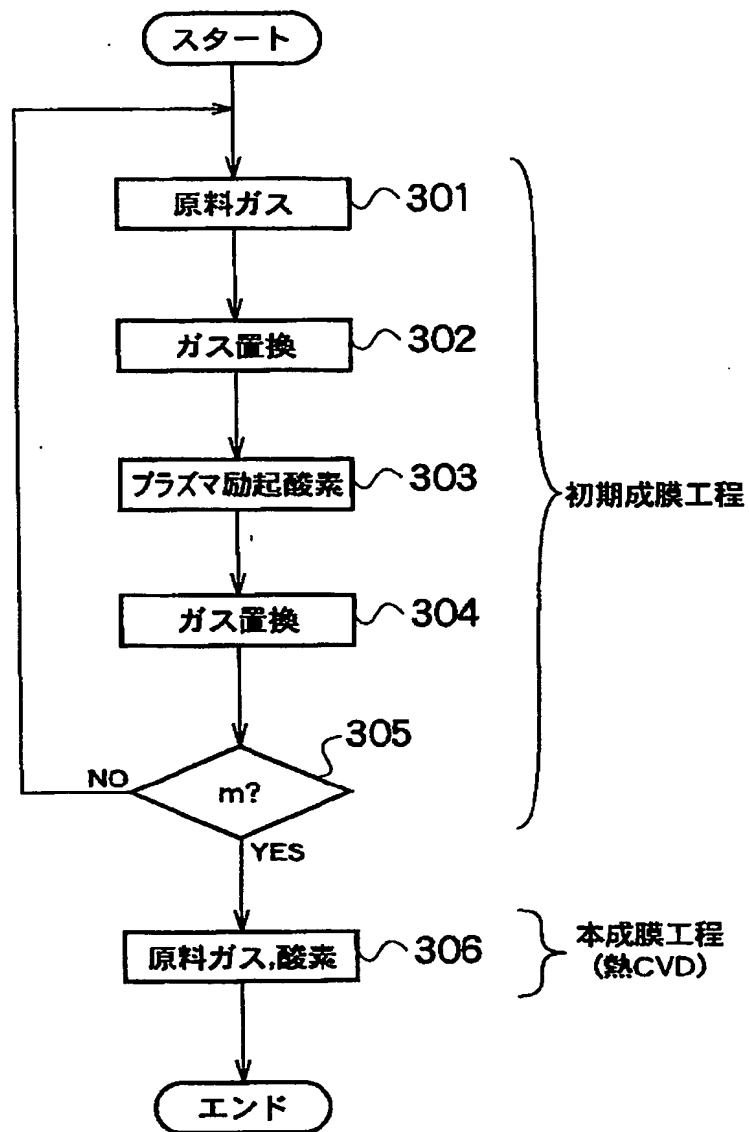 スタート
原料ガス
301
ガス置換
302
プラズマ励起酸素
303
初期成膜工程
ガス置換
304
305
m?
NO
YES
原料ガス,酸素
306
本成膜工程
(熱CVD)
エンド